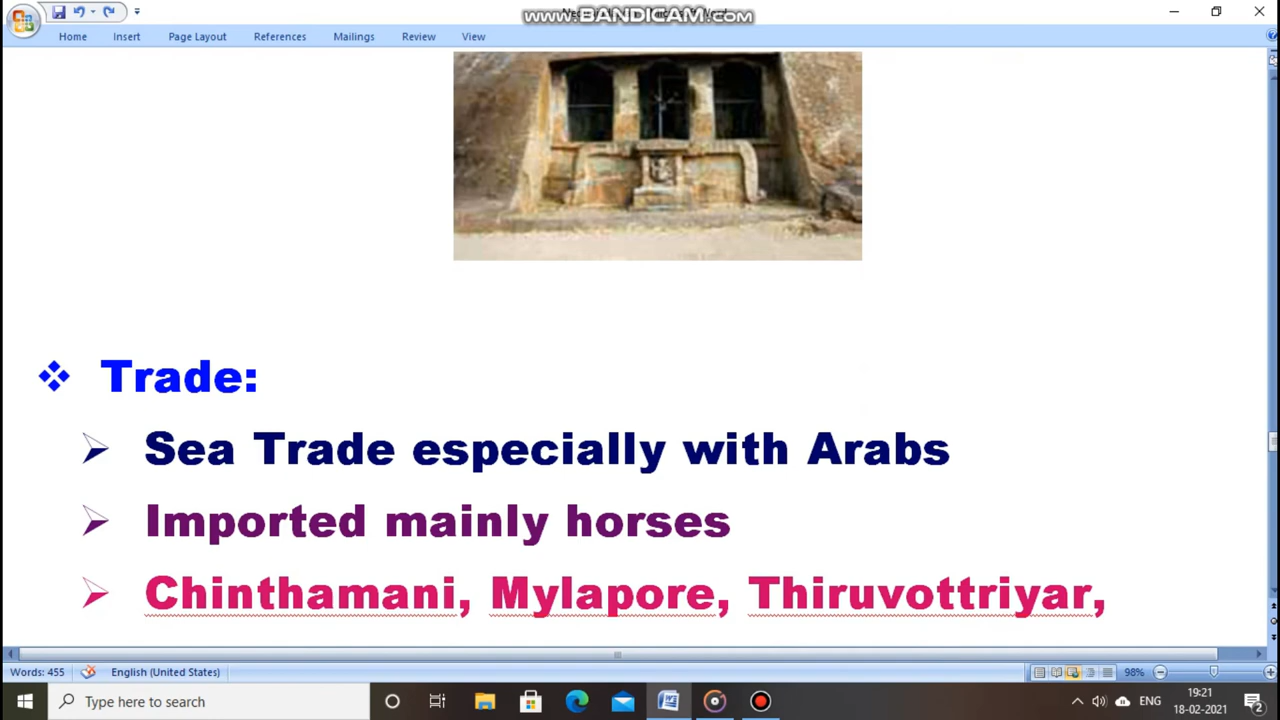 www.BANDICAM.com
Home Insert Page Layout References Mailings Review View
Trade:
Sea Trade especially with Arabs
Imported mainly horses
Chinthamani, Mylapore, Thiruvottriyar,
Words: 455 English (United States) 98%
Type here to search
ENG
19:21
18-02-2021
2